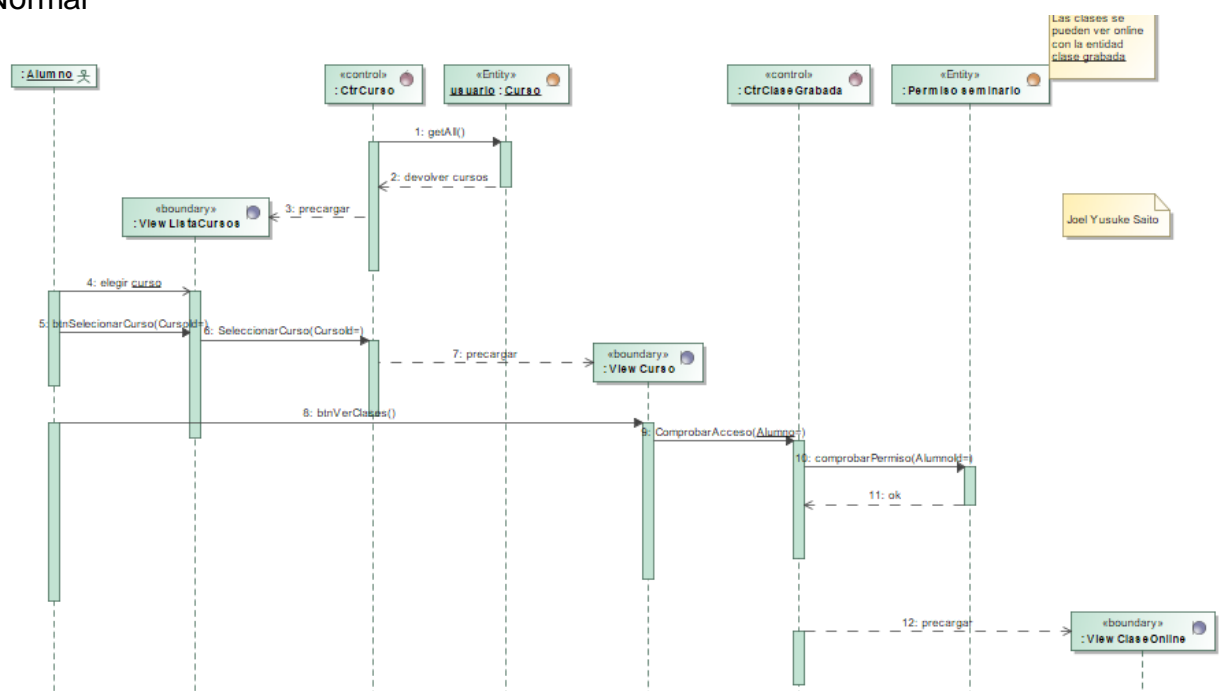 Las clases se
pueden ver online
con la entidad
clase grabada
: Alumno
«control»
: CtrCurso
«Entity»
usuario : Curso
«control»
: CtrClaseGrabada
«Entity»
: Permiso seminario
1: getAll()
2: devolver cursos
«boundary»
: View ListaCursos
3: precargar
Joel Yusuke Saito
4: elegir curso
5: btnSelecionarCurso(CursoId=)
6: SeleccionarCurso(CursoId=)
7: precargar
«boundary»
: View Curso
8: btnVerClases()
9: ComprobarAcceso(Alumno=)
10: comprobarPermiso(AlumnoId=)
11: ok
12: precargar
«boundary»
: View ClaseOnline